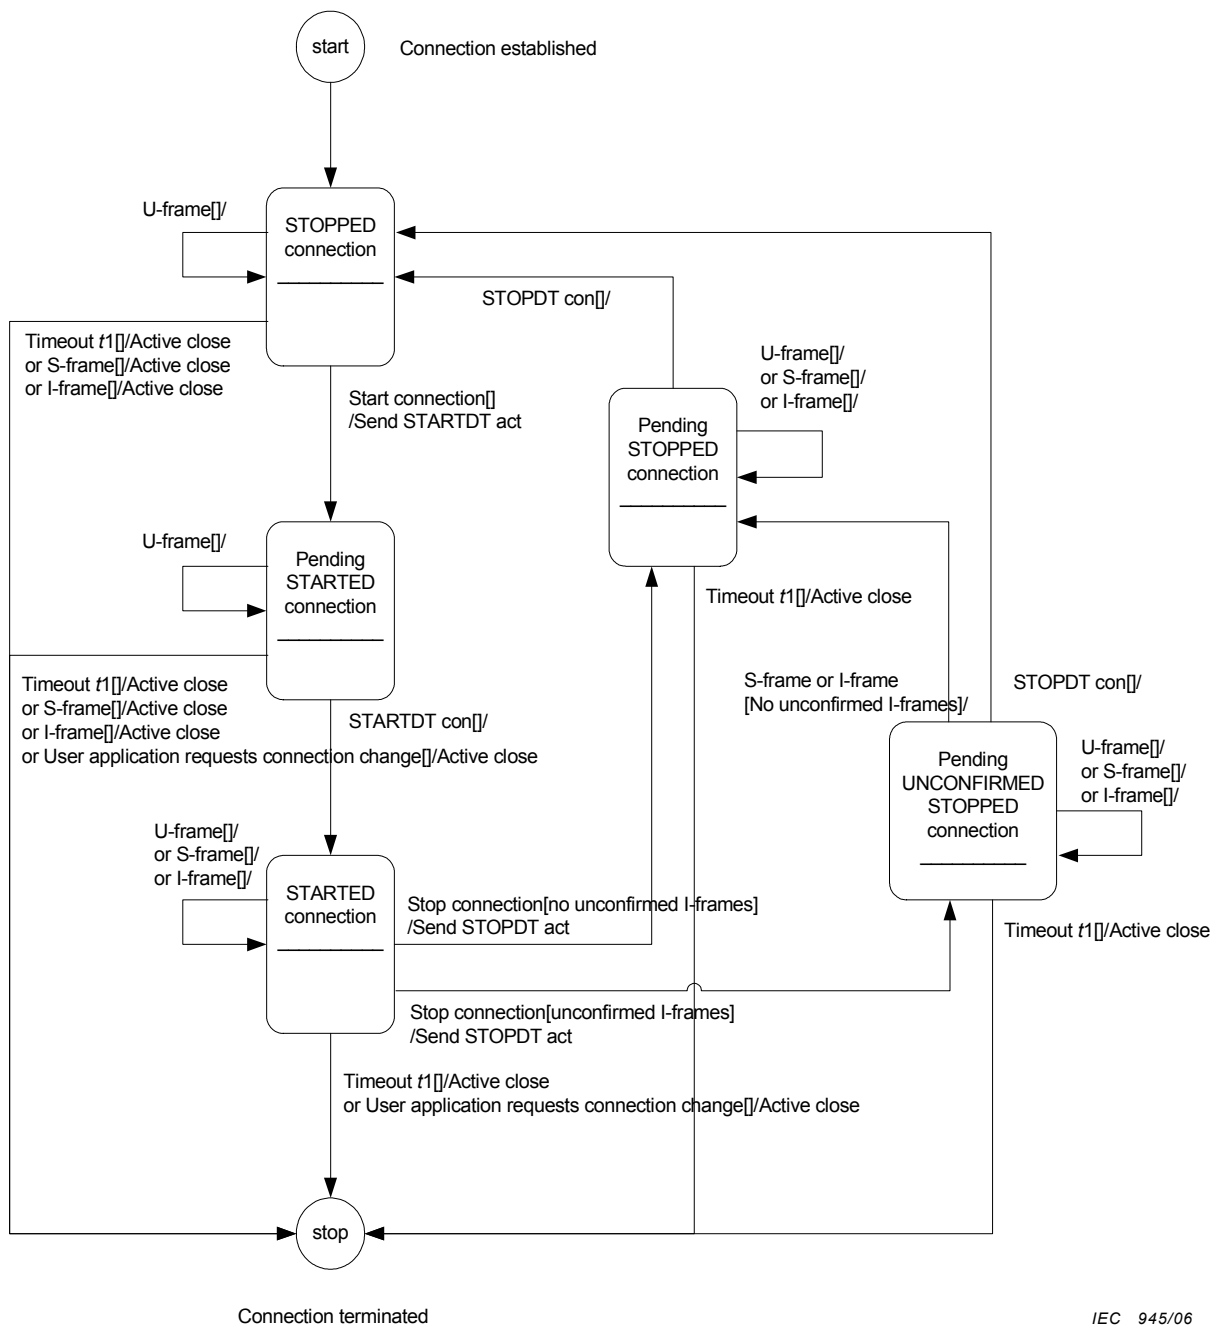 start
Connection established
U-frame[]/
STOPPED
connection
STOPDT con[]/
Timeout t1[]/Active close
or S-frame[]/Active close
or I-frame[]/Active close
U-frame[]/
or S-frame[]/
or I-frame[]/
Start connection[]
/Send STARTDT act
Pending
STOPPED
connection
U-frame[]/
Pending
STARTED
connection
Timeout t1[]/Active close
S-frame or I-frame
[No unconfirmed I-frames]/
STOPDT con[]/
Timeout t1[]/Active close
or S-frame[]/Active close
or I-frame[]/Active close
or User application requests connection change[]/Active close
STARTDT con[]/
Pending
UNCONFIRMED
STOPPED
connection
U-frame[]/
or S-frame[]/
or I-frame[]/
U-frame[]/
or S-frame[]/
or I-frame[]/
STARTED
connection
Stop connection[no unconfirmed I-frames]
/Send STOPDT act
Timeout t1[]/Active close
Stop connection[unconfirmed I-frames]
/Send STOPDT act
Timeout t1[]/Active close
or User application requests connection change[]/Active close
stop
Connection terminated
IEC 945/06